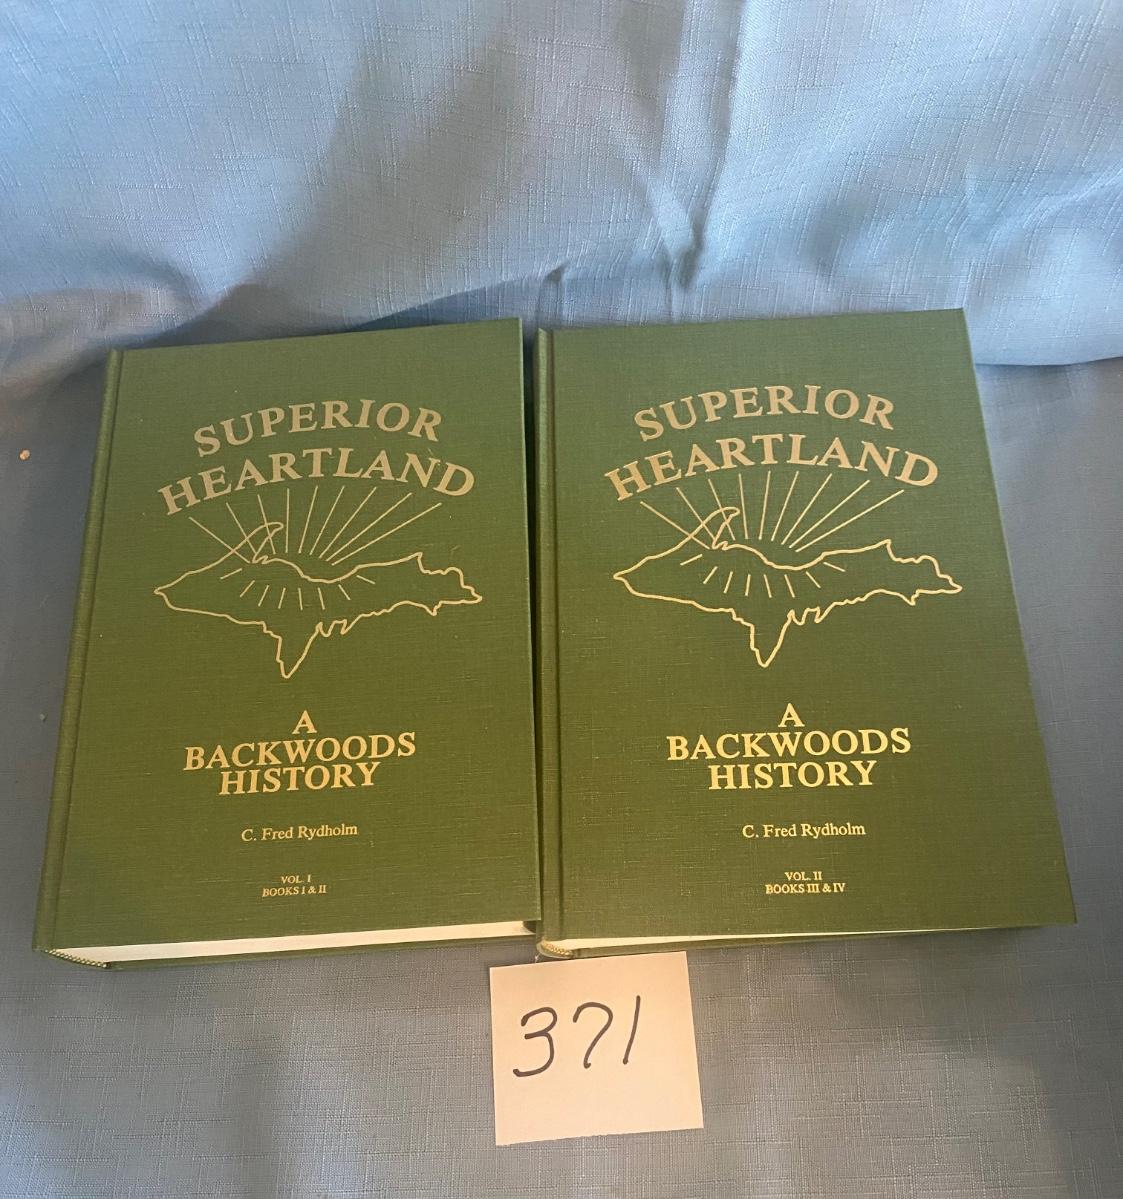 SUPERIOR
HEARTLAND
A
BACKWOODS
HISTORY
C. Fred Rydholm
VOL. I
BOOKS I & II
SUPERIOR
HEARTLAND
A
BACKWOODS
HISTORY
C. Fred Rydholm
VOL. II
BOOKS III & IV
371